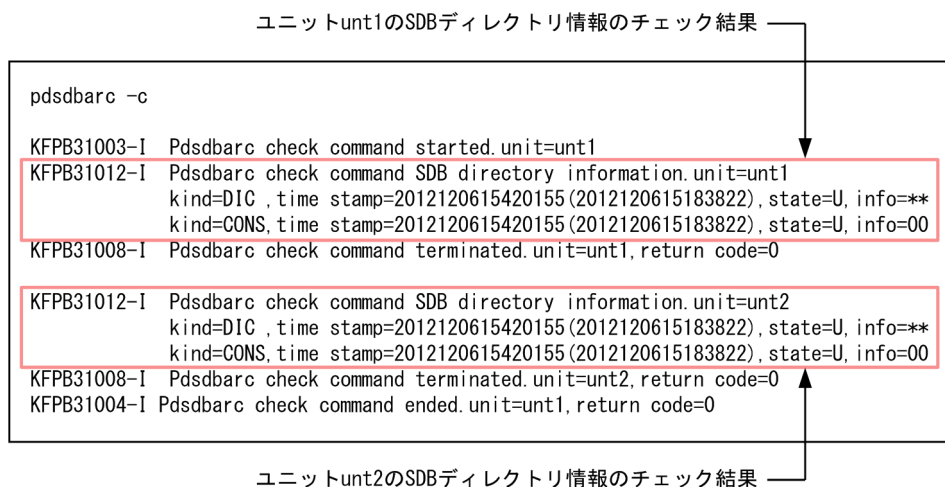 ユニットunt1のSDBディレクトリ情報のチェック結果
pdsdbarc -c
KFPB31003-I  Pdsdbarc check command started.unit=unt1
KFPB31012-I  Pdsdbarc check command SDB directory information.unit=unt1
kind=DIC ,time stamp=2012120615420155(2012120615183822),state=U,info=**
kind=CONS,time stamp=2012120615420155(2012120615183822),state=U,info=00
KFPB31008-I  Pdsdbarc check command terminated.unit=unt1,return code=0
KFPB31012-I  Pdsdbarc check command SDB directory information.unit=unt2
kind=DIC ,time stamp=2012120615420155(2012120615183822),state=U,info=**
kind=CONS,time stamp=2012120615420155(2012120615183822),state=U,info=00
KFPB31008-I  Pdsdbarc check command terminated.unit=unt2,return code=0
KFPB31004-I Pdsdbarc check command ended.unit=unt1,return code=0
ユニットunt2のSDBディレクトリ情報のチェック結果